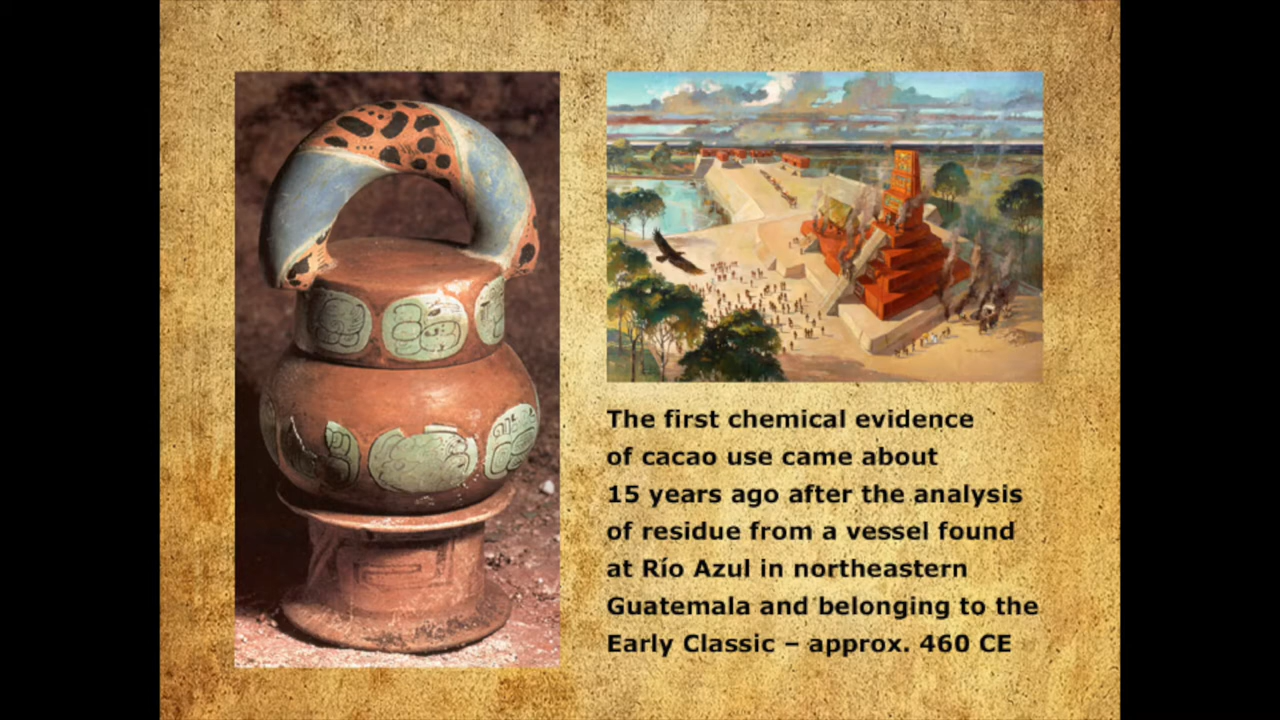 The first chemical evidence
of cacao use came about
15 years ago after the analysis
of residue from a vessel found
at Río Azul in northeastern
Guatemala and belonging to the
Early Classic – approx. 460 CE